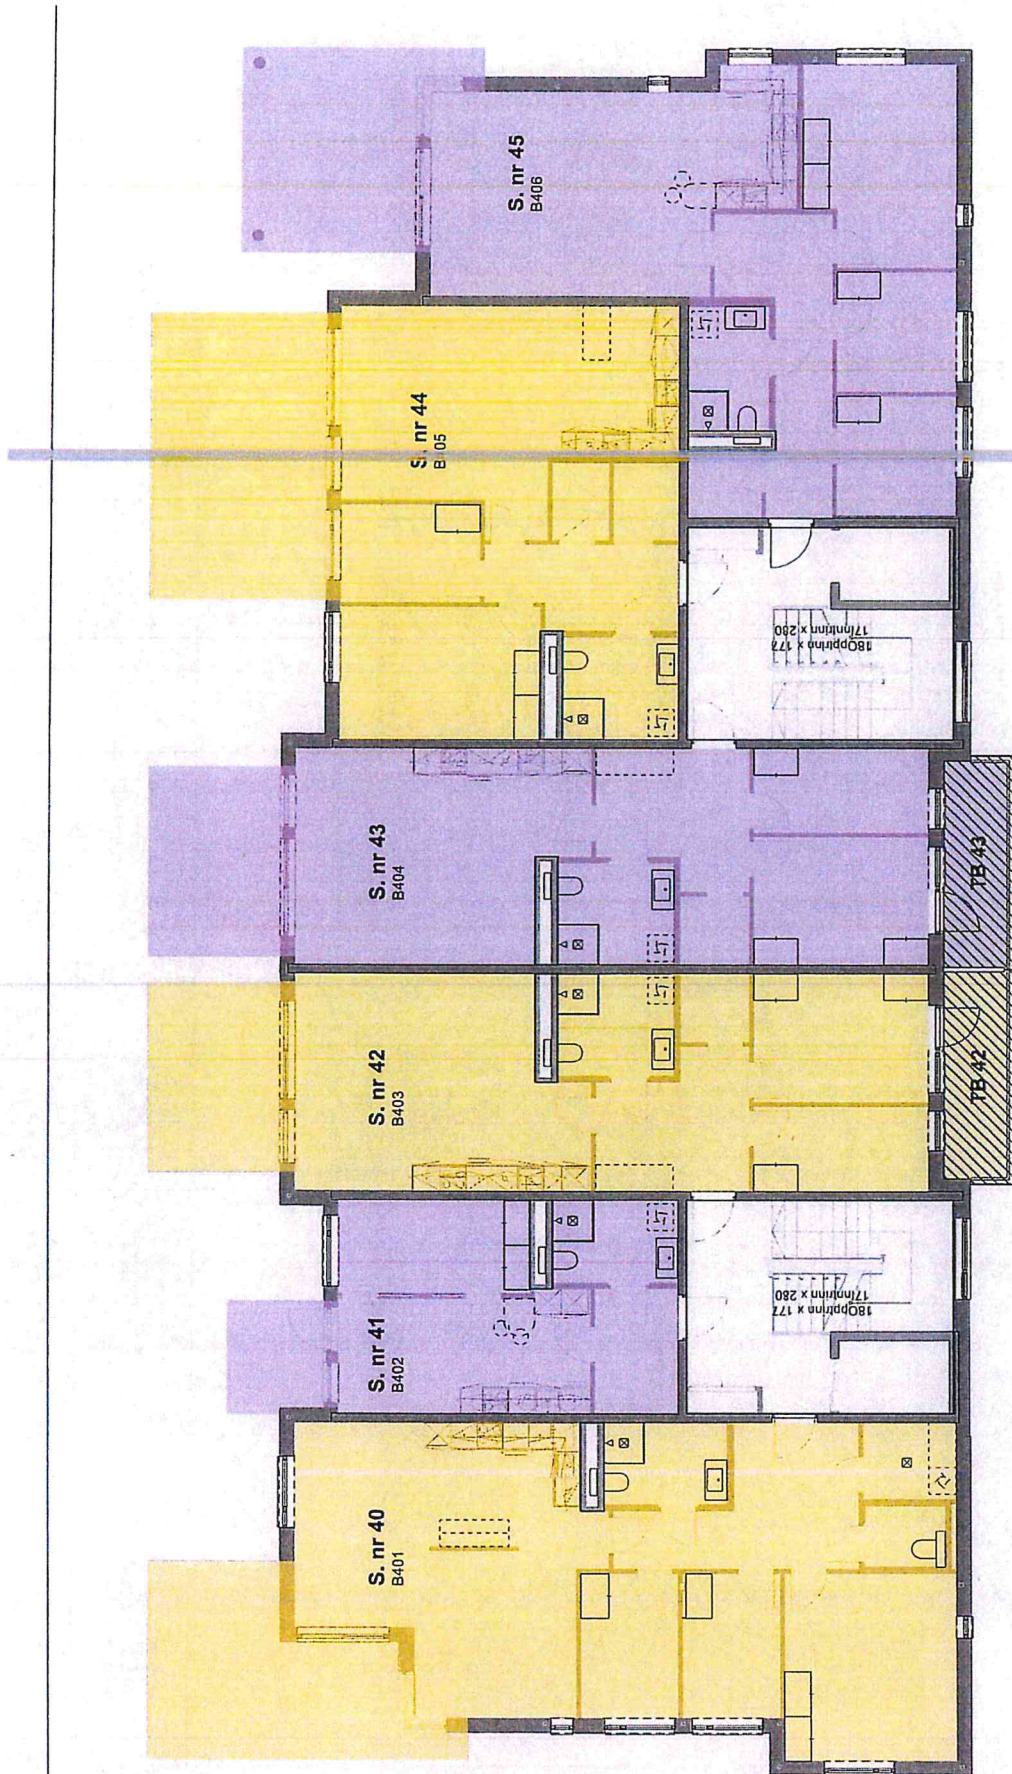 S. nr 45
B406
S. nr 44
B405
18Opptrinn x 177
17Inntrinn x 280
S. nr 43
B404
TB 43
S. nr 42
B403
TB 42
S. nr 41
B402
18Opptrinn x 177
17Inntrinn x 280
S. nr 40
B401